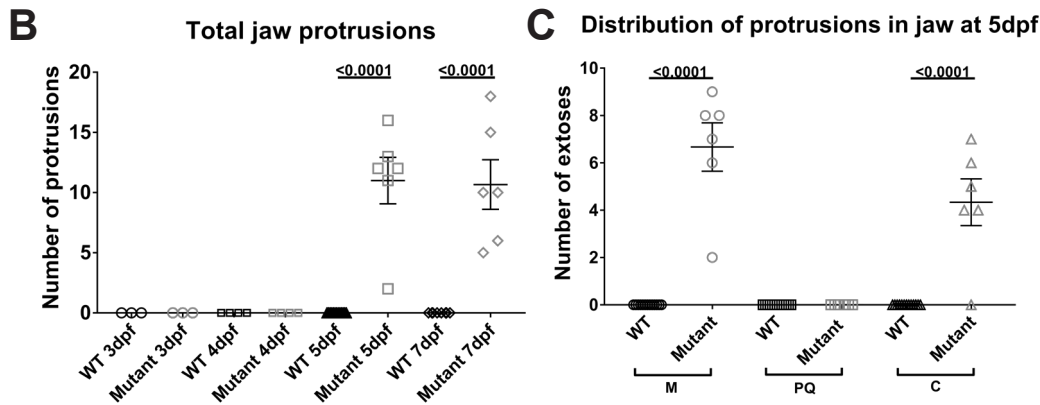 B
Total jaw protrusions
Number of protrusions
20
15
10
5
0
<0.0001
<0.0001
WT 3dpf
Mutant 3dpf
WT 4dpf
Mutant 4dpf
WT 5dpf
Mutant 5dpf
WT 7dpf
Mutant 7dpf
C
Distribution of protrusions in jaw at 5dpf
Number of extoses
10
8
6
4
2
0
<0.0001
<0.0001
WT
Mutant
WT
Mutant
WT
Mutant
M
PQ
C